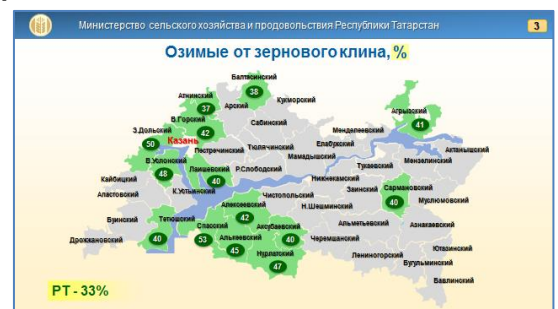 Министерство сельского хозяйства и продовольствия Республики Татарстан
3
Озимые от зернового клина, %
Балтасинский
38
Атнинский
37
Арский
Кукморский
В.Горский
42
Сабинский
Агрызский
41
З.Дольский
50
Казань
Менделеевский
Елабужский
Актанышский
Пестречинский
Тюлячинский
Мамадышский
В.Услонский
48
Лаишевский
40
Р.Слободский
Тукаевский
Мензелинский
Кайбицкий
Нижнекамский
Апастовский
К.Устьинский
Чистопольский
Заинский
Сармановский
40
Муслюмовский
Алексеевский
42
Н.Шешминский
Буинский
Тетюшский
40
Спасский
53
Аксубаевский
40
Альметьевский
Азнакаевский
Дрожжановский
Алькеевский
45
Черемшанский
Нурлатский
47
Лениногорский
Ютазинский
Бугульминский
Бавлинский
РТ - 33%